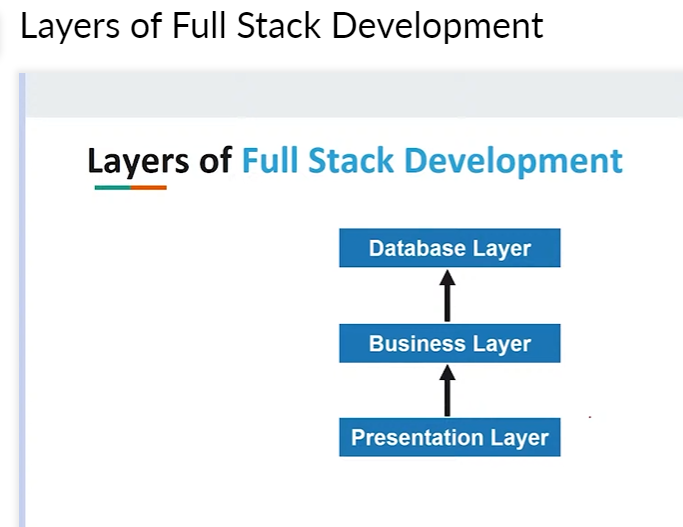 Layers of Full Stack Development
Layers of Full Stack Development
Database Layer
Business Layer
Presentation Layer